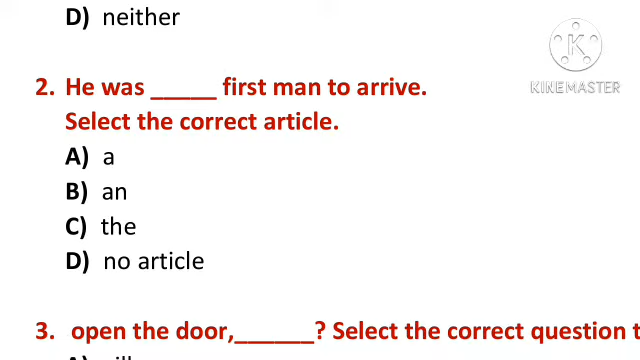 D) neither
K
KINEMASTER
2. He was _____ first man to arrive.
Select the correct article.
A) a
B) an
C) the
D) no article
3. open the door,______? Select the correct question
A)